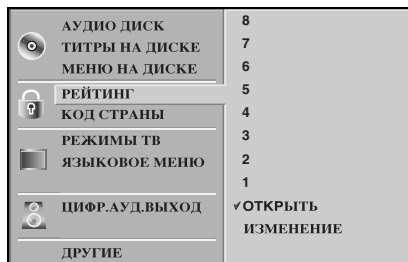 АУДИО ДИСК
ТИТРЫ НА ДИСКЕ
МЕНЮ НА ДИСКЕ
РЕЙТИНГ
КОД СТРАНЫ
РЕЖИМЫ ТВ
ЯЗЫКОВОЕ МЕНЮ
ЦИФР.АУД.ВЫХОД
ДРУГИЕ
8
7
6
5
4
3
2
1
✓ОТКРЫТЬ
ИЗМЕНЕНИЕ